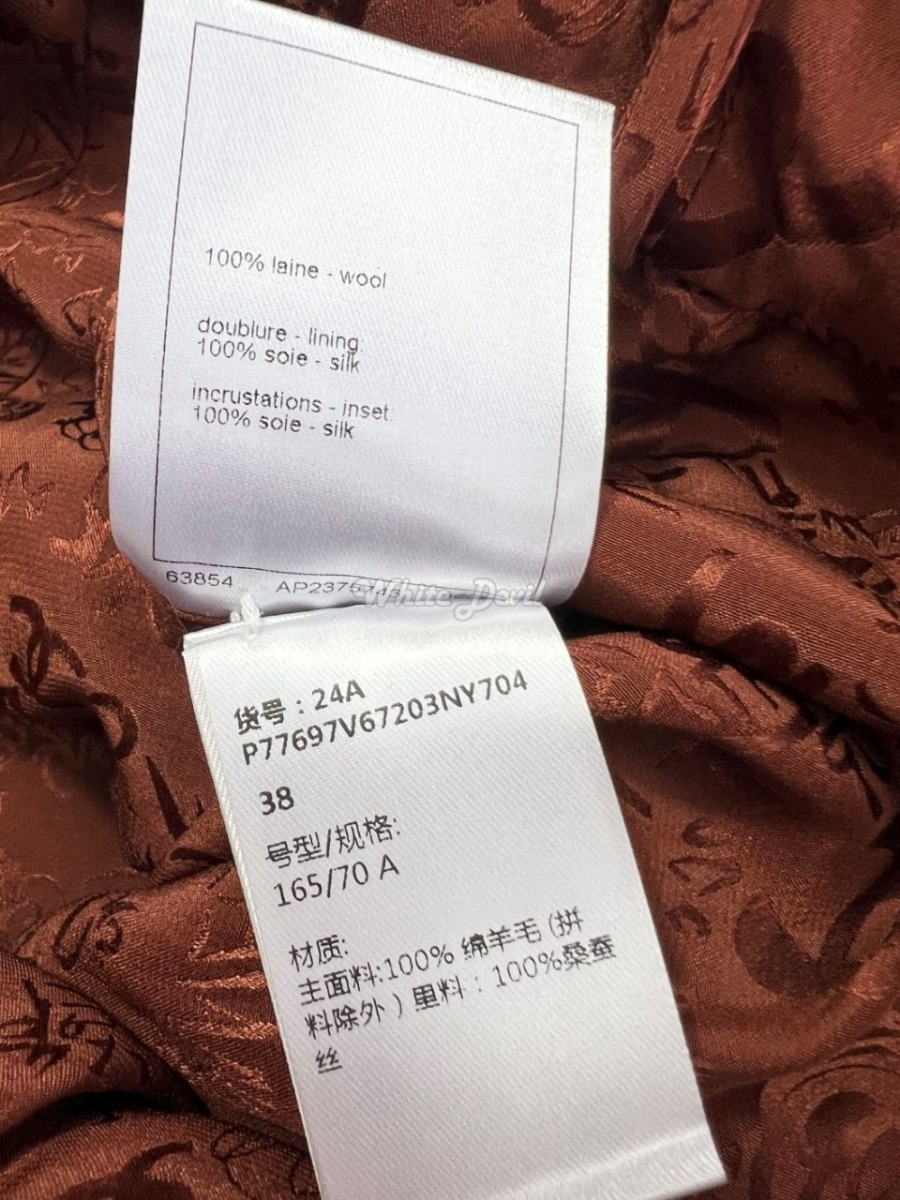 100% laine - wool
doublure - lining:
100% soie - silk
incrustations - inset:
100% soie - silk
63854
White-Devil
货号：24A
P77697V67203NY704
38
号型/规格:
165/70 A
材质:
主面料:100% 绵羊毛 (拼
料除外 ) 里料：100%桑蚕
丝